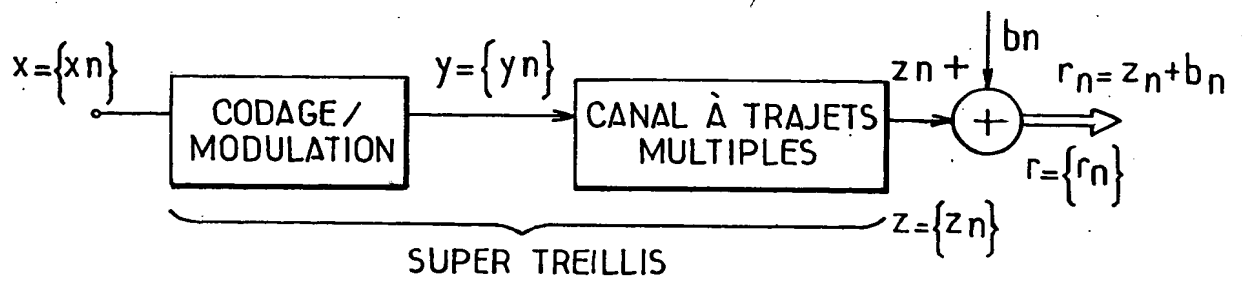 x={xn}
CODAGE/
MODULATION
y={yn}
CANAL À TRAJETS
MULTIPLES
zn +
bn
+
rn=zn+bn
r={rn}
z={zn}
SUPER TREILLIS